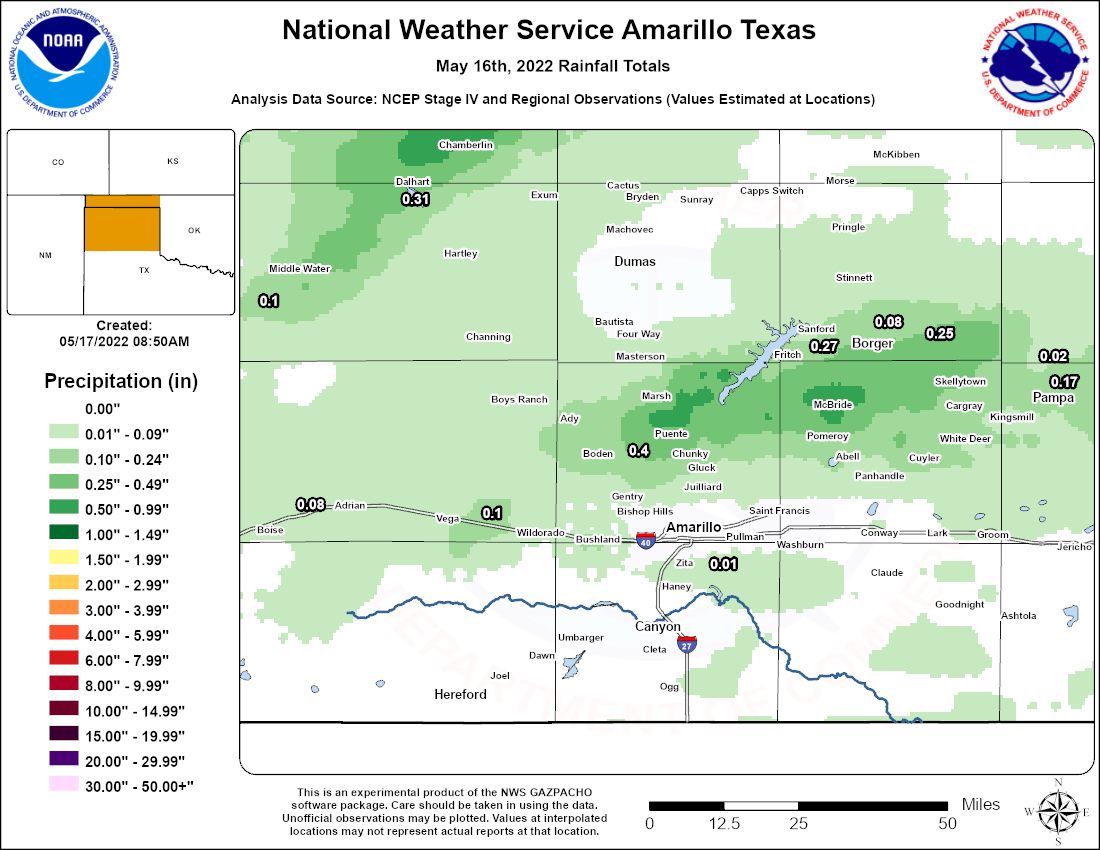 National Weather Service Amarillo Texas
May 16th, 2022 Rainfall Totals
Analysis Data Source: NCEP Stage IV and Regional Observations (Values Estimated at Locations)
NATIONAL OCEANIC AND ATMOSPHERIC ADMINISTRATION
NOAA
U.S. DEPARTMENT OF COMMERCE
NATIONAL WEATHER SERVICE
U.S. DEPARTMENT OF COMMERCE
CO
KS
NM
OK
TX
Created:
05/17/2022 08:50AM
Precipitation (in)
0.00"
0.01" - 0.09"
0.10" - 0.24"
0.25" - 0.49"
0.50" - 0.99"
1.00" - 1.49"
1.50" - 1.99"
2.00" - 2.99"
3.00" - 3.99"
4.00" - 5.99"
6.00" - 7.99"
8.00" - 9.99"
10.00" - 14.99"
15.00" - 19.99"
20.00" - 29.99"
30.00" - 50.00+"
Chamberlin
McKibben
Dalhart
Cactus
Morse
0.31
Exum
Bryden
Sunray
Capps Switch
Machovec
Pringle
Hartley
Dumas
Middle Water
Stinnett
0.1
Bautista
Sanford
0.08
Channing
Four Way
0.27
Borger
0.25
Masterson
Fritch
0.02
Skellytown
0.17
Boys Ranch
Marsh
McBride
Pampa
Ady
Cargray
Kingsmill
Puente
Pomeroy
White Deer
Boden
0.4
Chunky
Abell
Cuyler
Gluck
Panhandle
Juilliard
Gentry
0.08
Adrian
0.1
Bishop Hills
Saint Francis
Vega
Amarillo
Boise
Wildorado
Bushland
40
Pullman
Conway
Lark
Groom
Washburn
Jericho
Zita
0.01
Claude
Haney
Goodnight
Ashtola
Canyon
Umbarger
Cleta
27
Dawn
Joel
Ogg
Hereford
This is an experimental product of the NWS GAZPACHO
software package. Care should be taken in using the data.
Unofficial observations may be plotted. Values at interpolated
locations may not represent actual reports at that location.
Miles
0 12.5 25 50
N
W E
S